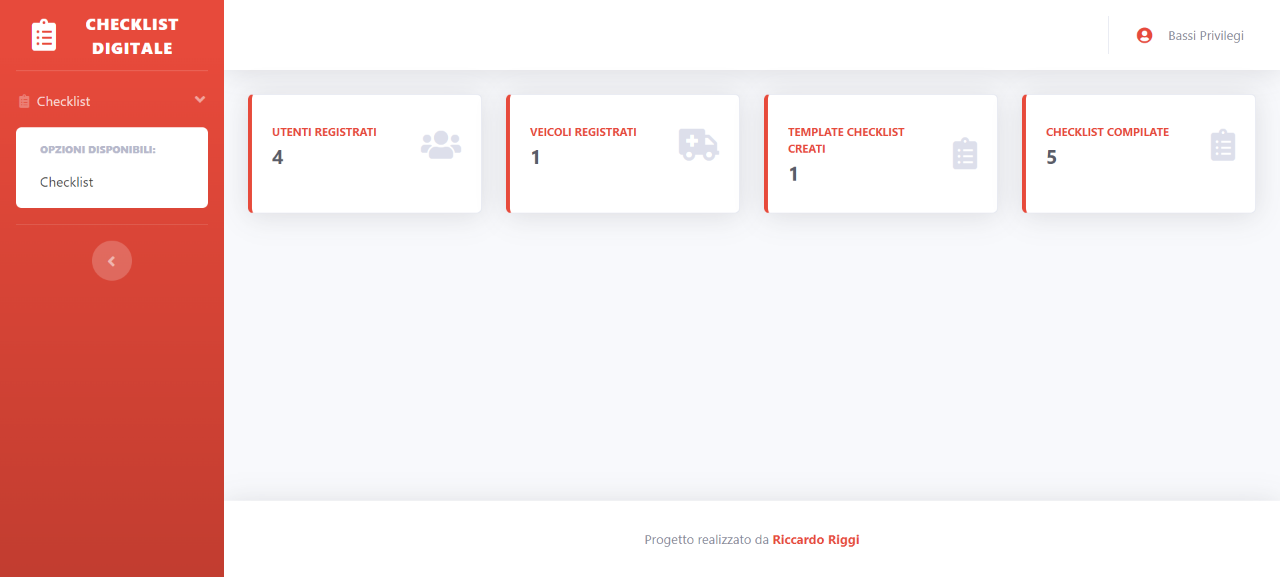 CHECKLIST
DIGITALE
Checklist
OPZIONI DISPONIBILI:
Checklist
Bassi Privilegi
UTENTI REGISTRATI
4
VEICOLI REGISTRATI
1
TEMPLATE CHECKLIST
CREATI
1
CHECKLIST COMPILATE
5
Progetto realizzato da Riccardo Riggi